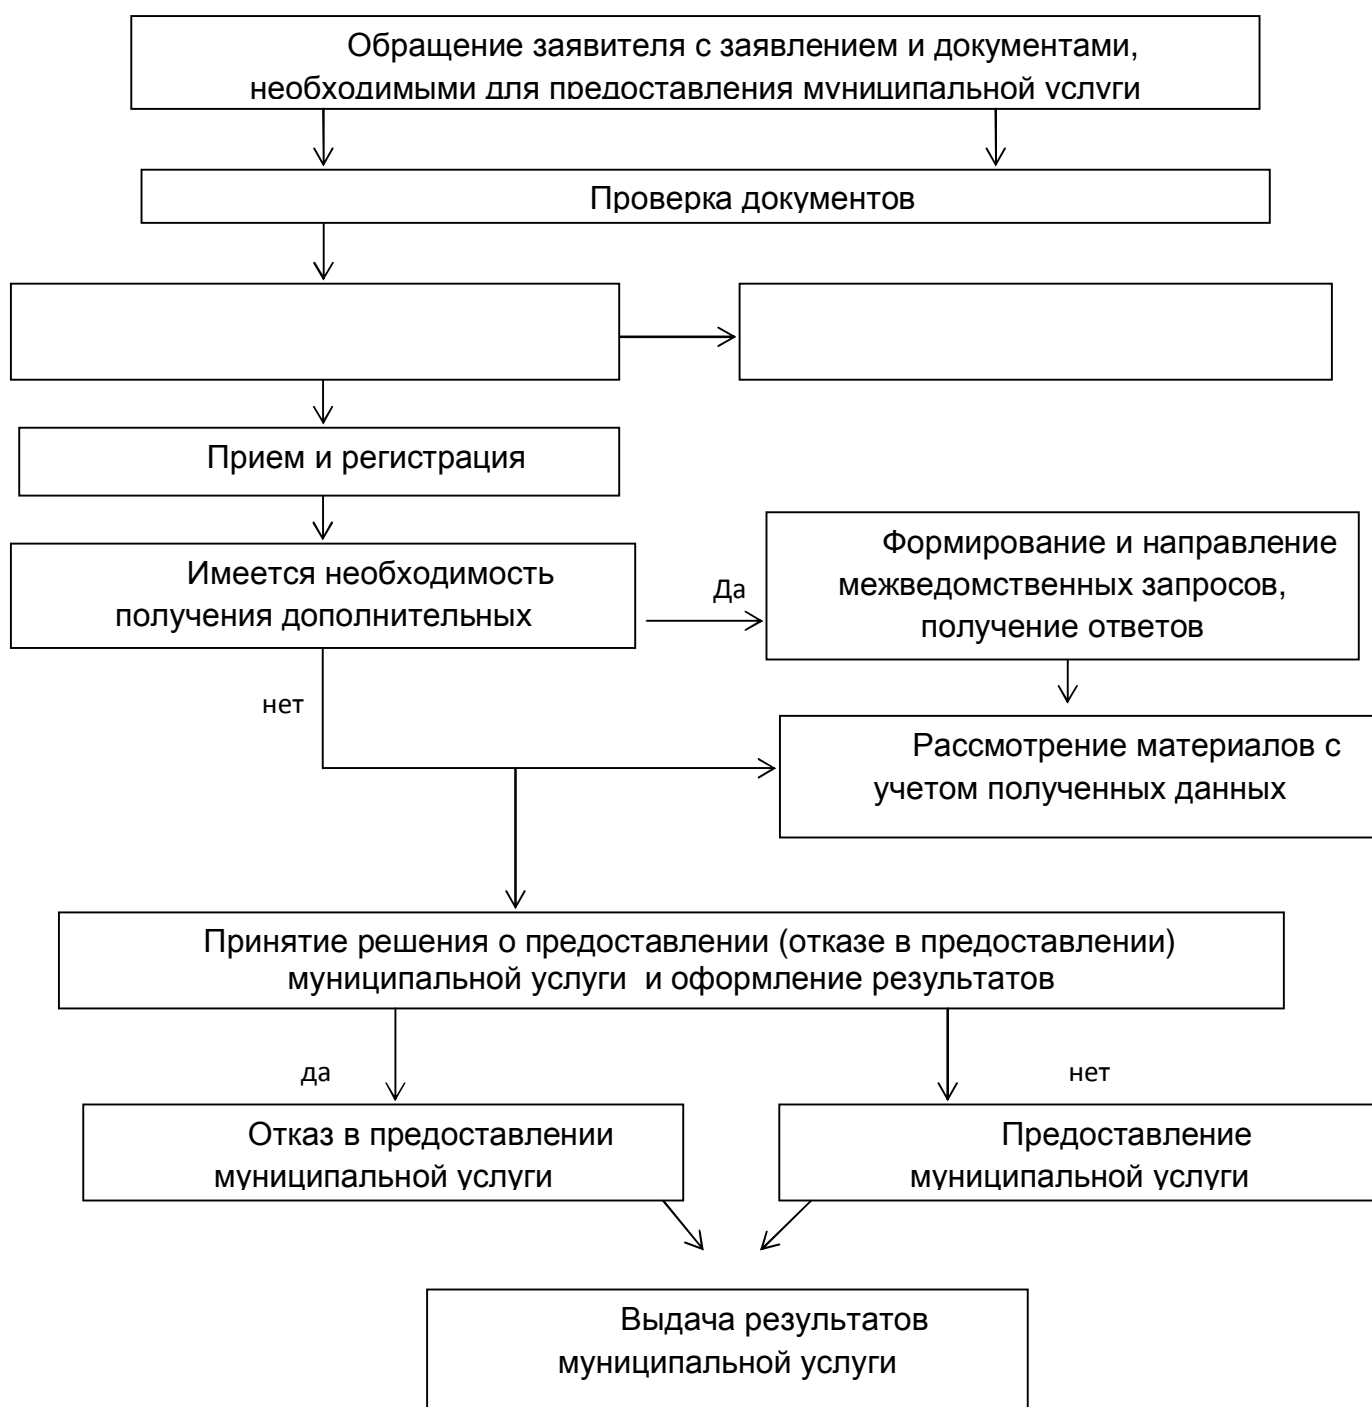 Обращение заявителя с заявлением и документами,
необходимыми для предоставления муниципальной услуги
Проверка документов
Прием и регистрация
Имеется необходимость
получения дополнительных
Да
Формирование и направление
межведомственных запросов,
получение ответов
нет
Рассмотрение материалов с
учетом полученных данных
Принятие решения о предоставлении (отказе в предоставлении)
муниципальной услуги и оформление результатов
да
нет
Отказ в предоставлении
муниципальной услуги
Предоставление
муниципальной услуги
Выдача результатов
муниципальной услуги